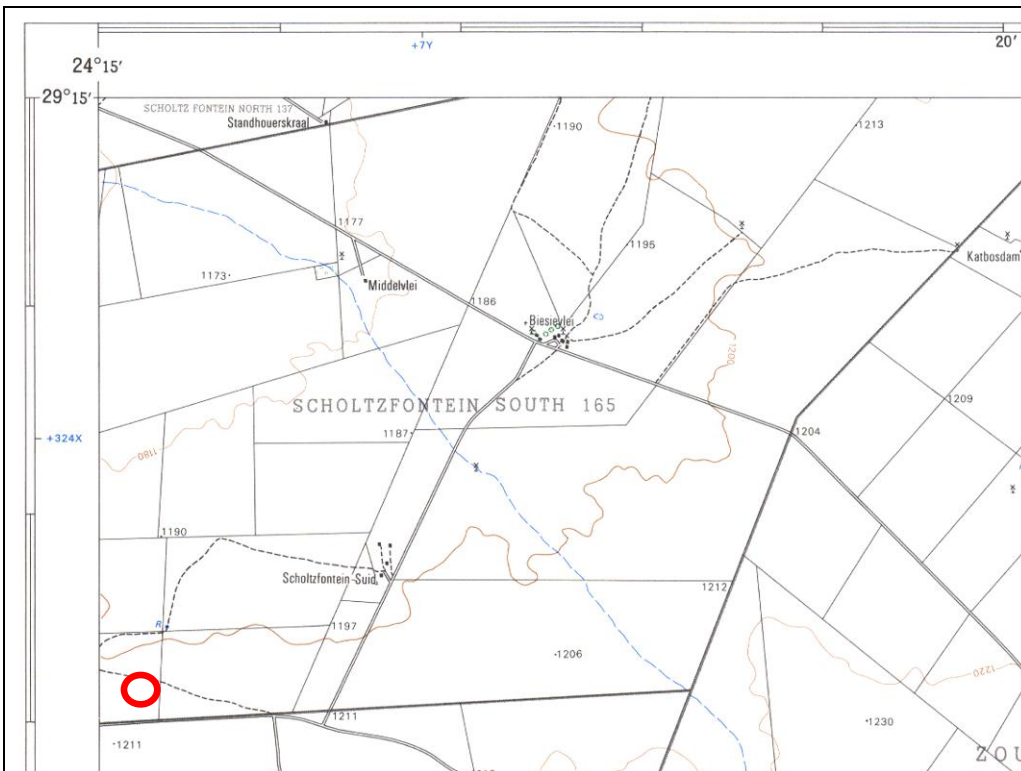 +7Y
20'
24°15'
29°15'
SCHOLTZ FONTEIN NORTH 137
Standhouerskraal
1190
1213
1177
1195
1173
Katbosdam
Middelvlei
1186
Biesievlei
1200
SCHOLTZFONTEIN SOUTH 165
1209
+324X
1187
1204
1180
1190
Scholtzfontein Suid
1212
R
1197
1206
1220
1211
1211
1230
ZOU